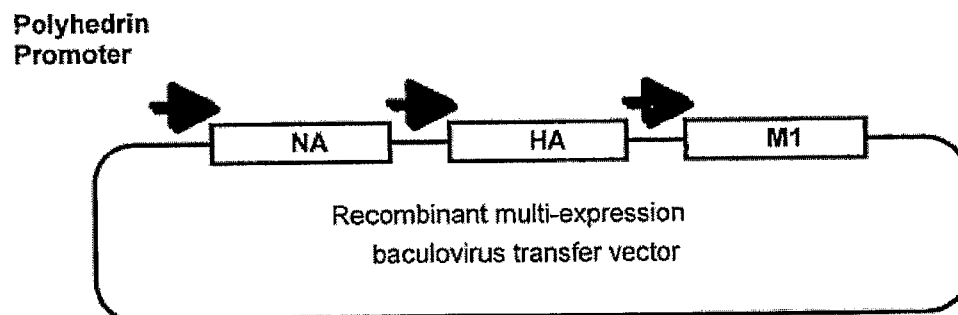 Polyhedrin
Promoter
NA
HA
M1
Recombinant multi-expression
baculovirus transfer vector